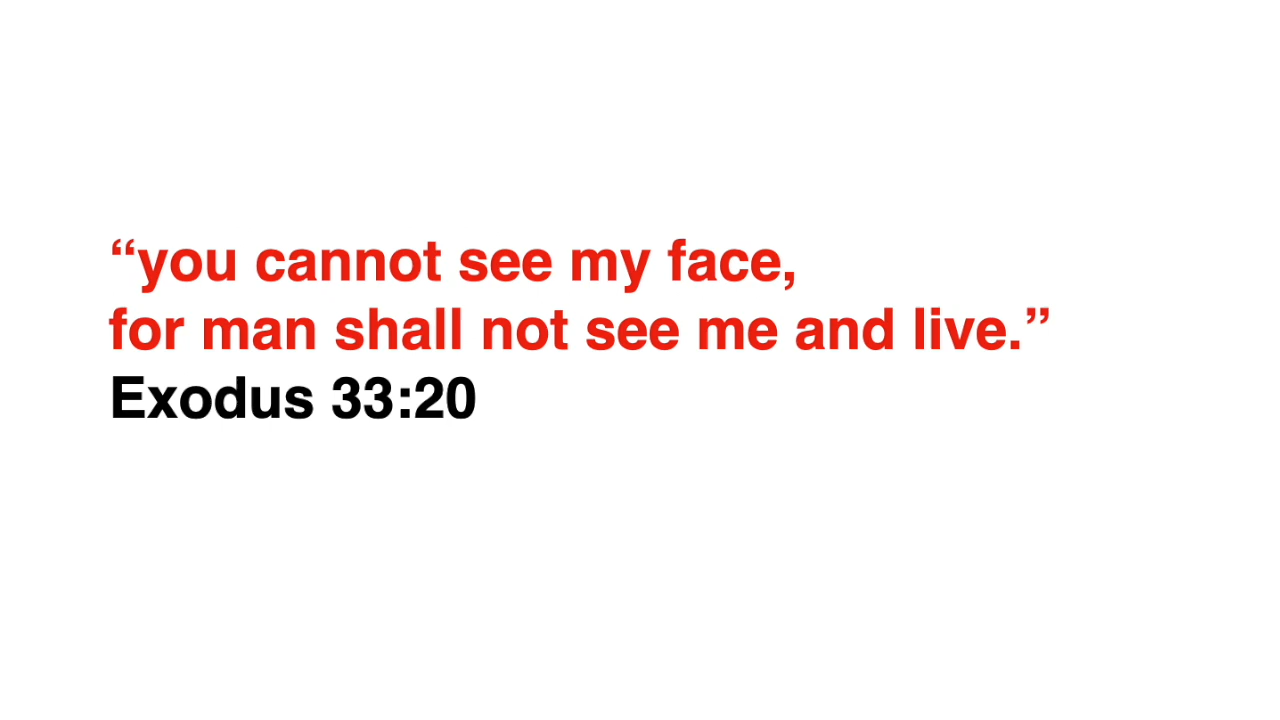 “you cannot see my face,
for man shall not see me and live.”
Exodus 33:20